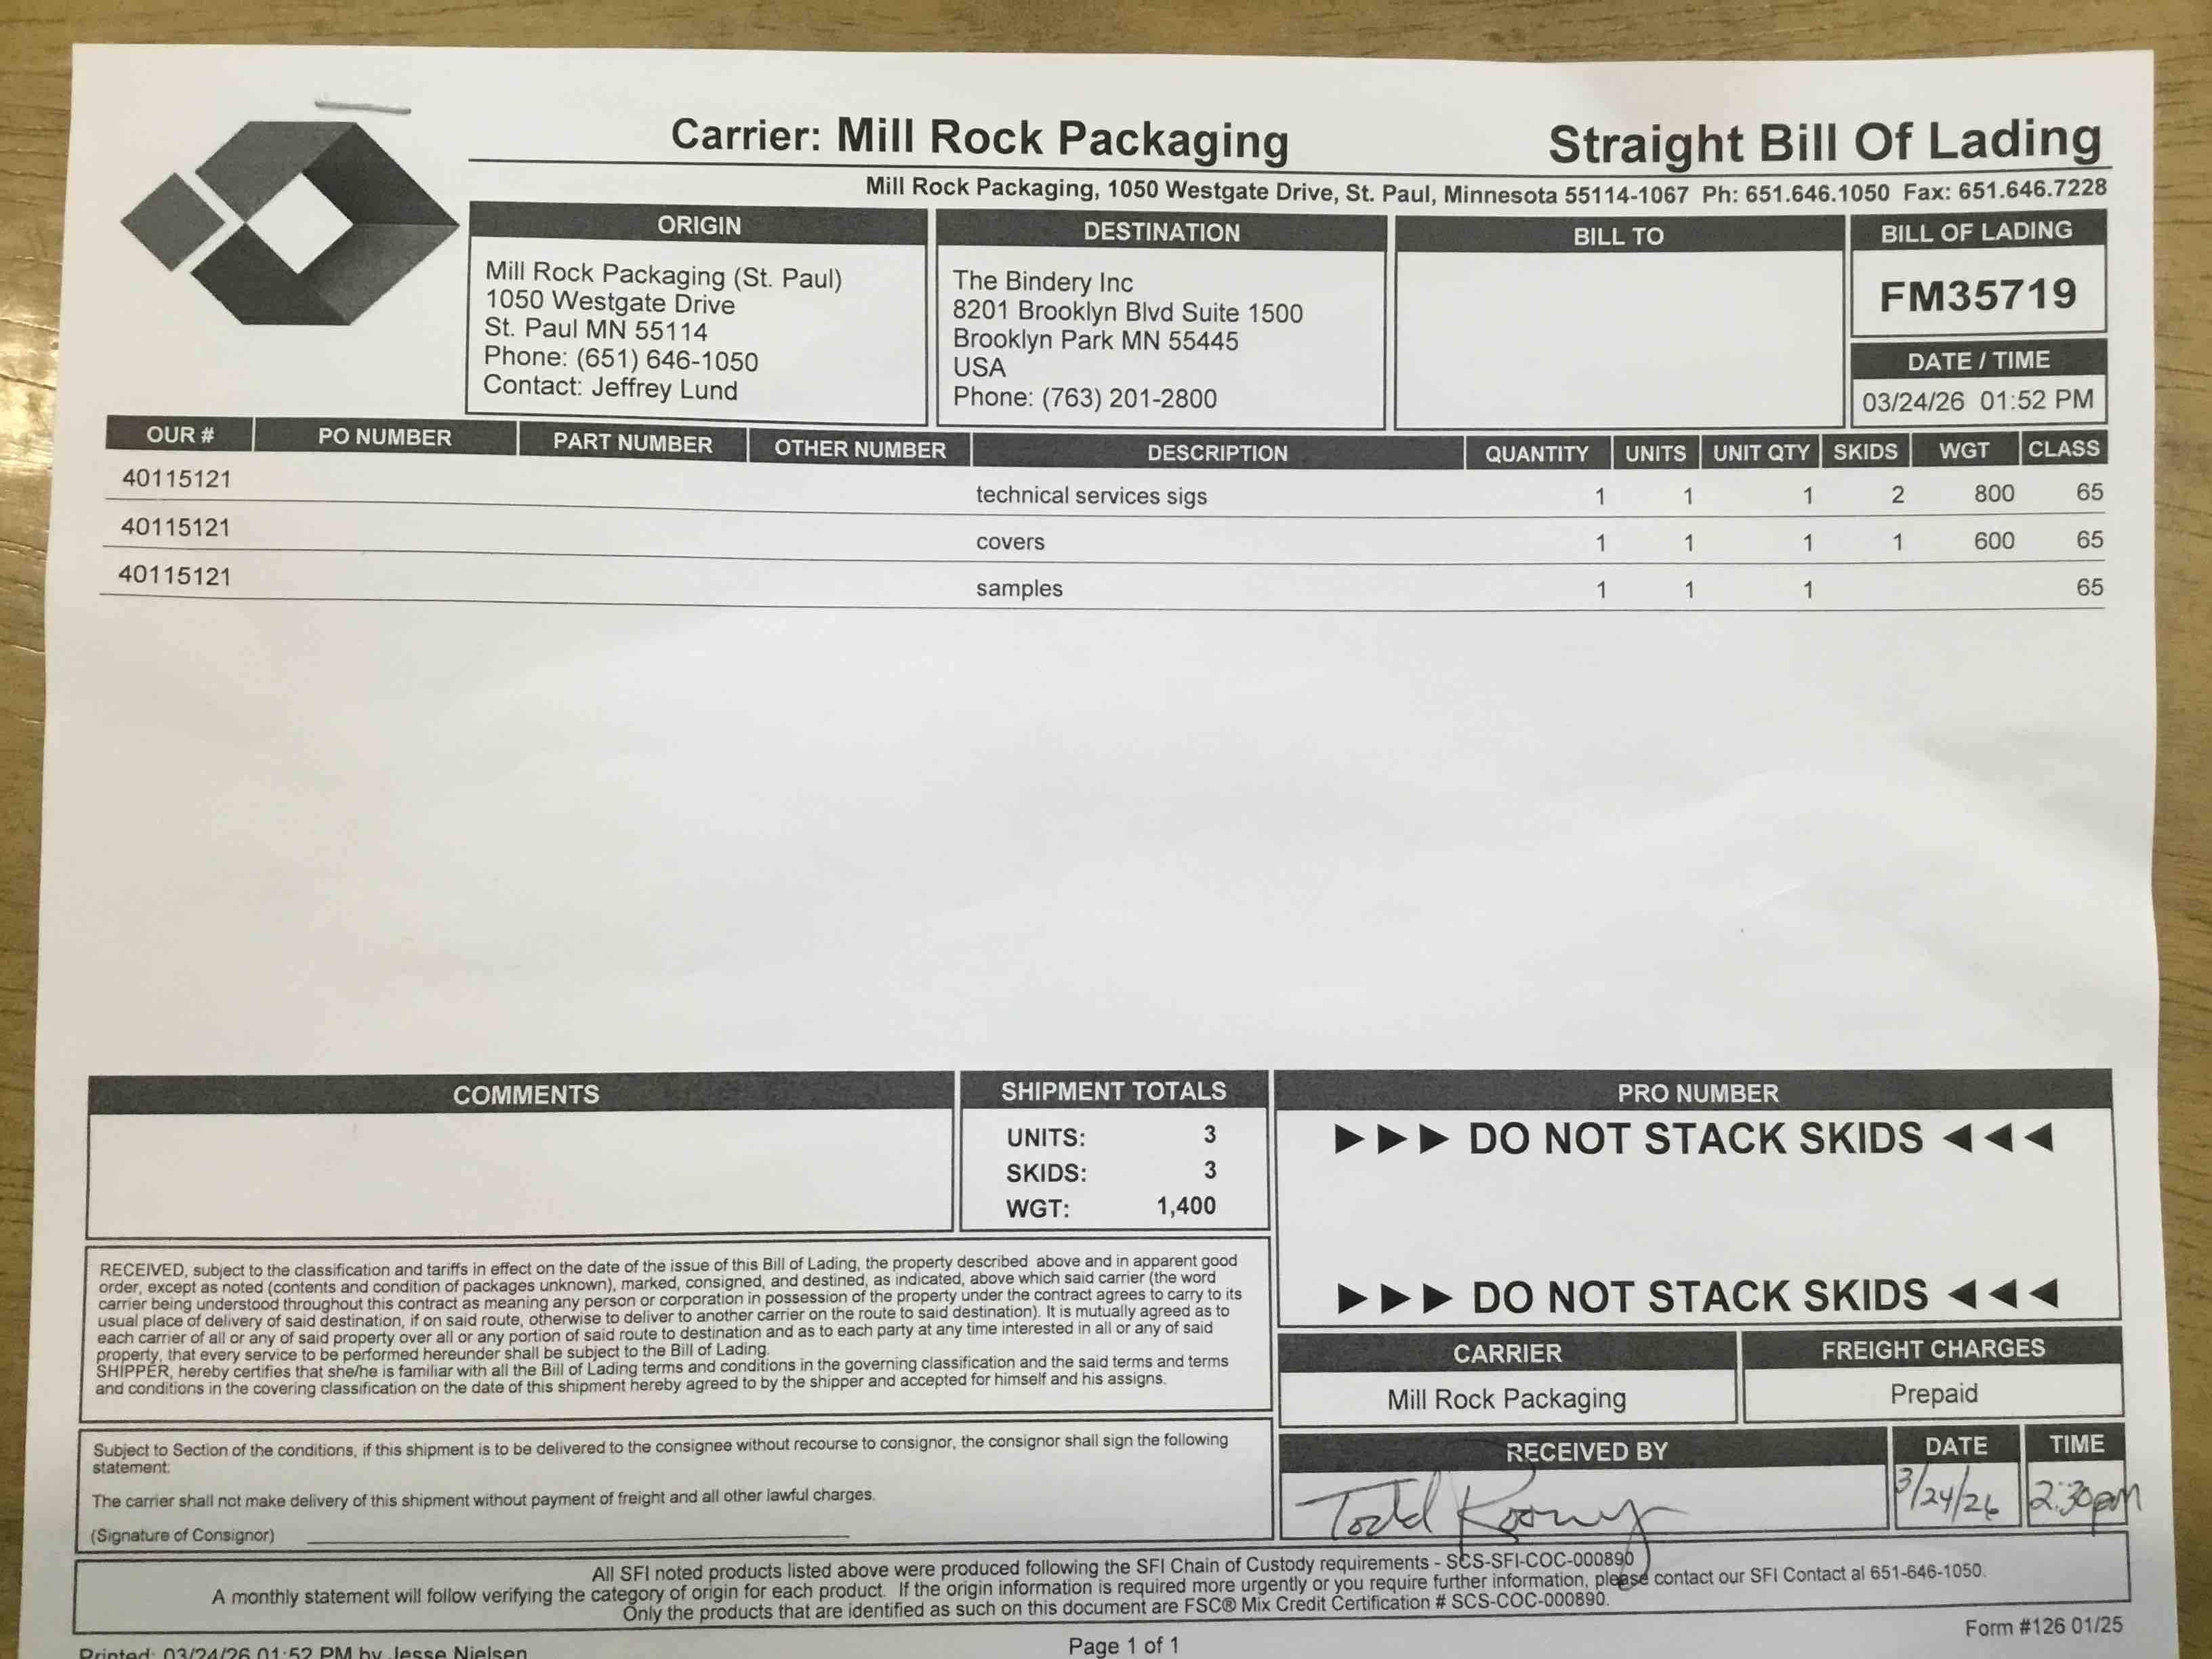 Carrier: Mill Rock Packaging
Straight Bill Of Lading
Mill Rock Packaging, 1050 Westgate Drive, St. Paul, Minnesota 55114-1067 Ph: 651.646.1050 Fax: 651.646.7228
ORIGIN
Mill Rock Packaging (St. Paul)
1050 Westgate Drive
St. Paul MN 55114
Phone: (651) 646-1050
Contact: Jeffrey Lund
DESTINATION
The Bindery Inc
8201 Brooklyn Blvd Suite 1500
Brooklyn Park MN 55445
USA
Phone: (763) 201-2800
BILL TO
BILL OF LADING
FM35719
DATE / TIME
03/24/26 01:52 PM
OUR # PO NUMBER PART NUMBER OTHER NUMBER DESCRIPTION QUANTITY UNITS UNIT QTY SKIDS WGT CLASS
40115121 technical services sigs 1 1 1 2 800 65
40115121 covers 1 1 1 1 600 65
40115121 samples 1 1 1 65
COMMENTS
SHIPMENT TOTALS
UNITS: 3
SKIDS: 3
WGT: 1,400
PRO NUMBER
▶ ▶ ▶ DO NOT STACK SKIDS ◀ ◀ ◀
▶ ▶ ▶ DO NOT STACK SKIDS ◀ ◀ ◀
RECEIVED, subject to the classification and tariffs in effect on the date of the issue of this Bill of Lading, the property described above and in apparent good
order, except as noted (contents and condition of packages unknown), marked, consigned, and destined, as indicated, above which said carrier (the word
carrier being understood throughout this contract as meaning any person or corporation in possession of the property under the contract agrees to carry to its
usual place of delivery of said destination, if on said route, otherwise to deliver to another carrier on the route to said destination). It is mutually agreed as to
each carrier of all or any of said property over all or any portion of said route to destination and as to each party at any time interested in all or any of said
property, that every service to be performed hereunder shall be subject to the Bill of Lading.
SHIPPER, hereby certifies that she/he is familiar with all the Bill of Lading terms and conditions in the governing classification and the said terms and terms
and conditions in the covering classification on the date of this shipment hereby agreed to by the shipper and accepted for himself and his assigns.
CARRIER
Mill Rock Packaging
FREIGHT CHARGES
Prepaid
Subject to Section of the conditions, if this shipment is to be delivered to the consignee without recourse to consignor, the consignor shall sign the following
statement:
The carrier shall not make delivery of this shipment without payment of freight and all other lawful charges.
(Signature of Consignor)
RECEIVED BY
Todd
DATE
3/24/26
TIME
2:30pm
All SFI noted products listed above were produced following the SFI Chain of Custody requirements - SCS-SFI-COC-000890
A monthly statement will follow verifying the category of origin for each product. If the origin information is required more urgently or you require further information, please contact our SFI Contact al 651-646-1050.
Only the products that are identified as such on this document are FSC® Mix Credit Certification # SCS-COC-000890.
Form #126 01/25
Printed: 03/24/26 01:52 PM by Jesse Nielsen
Page 1 of 1